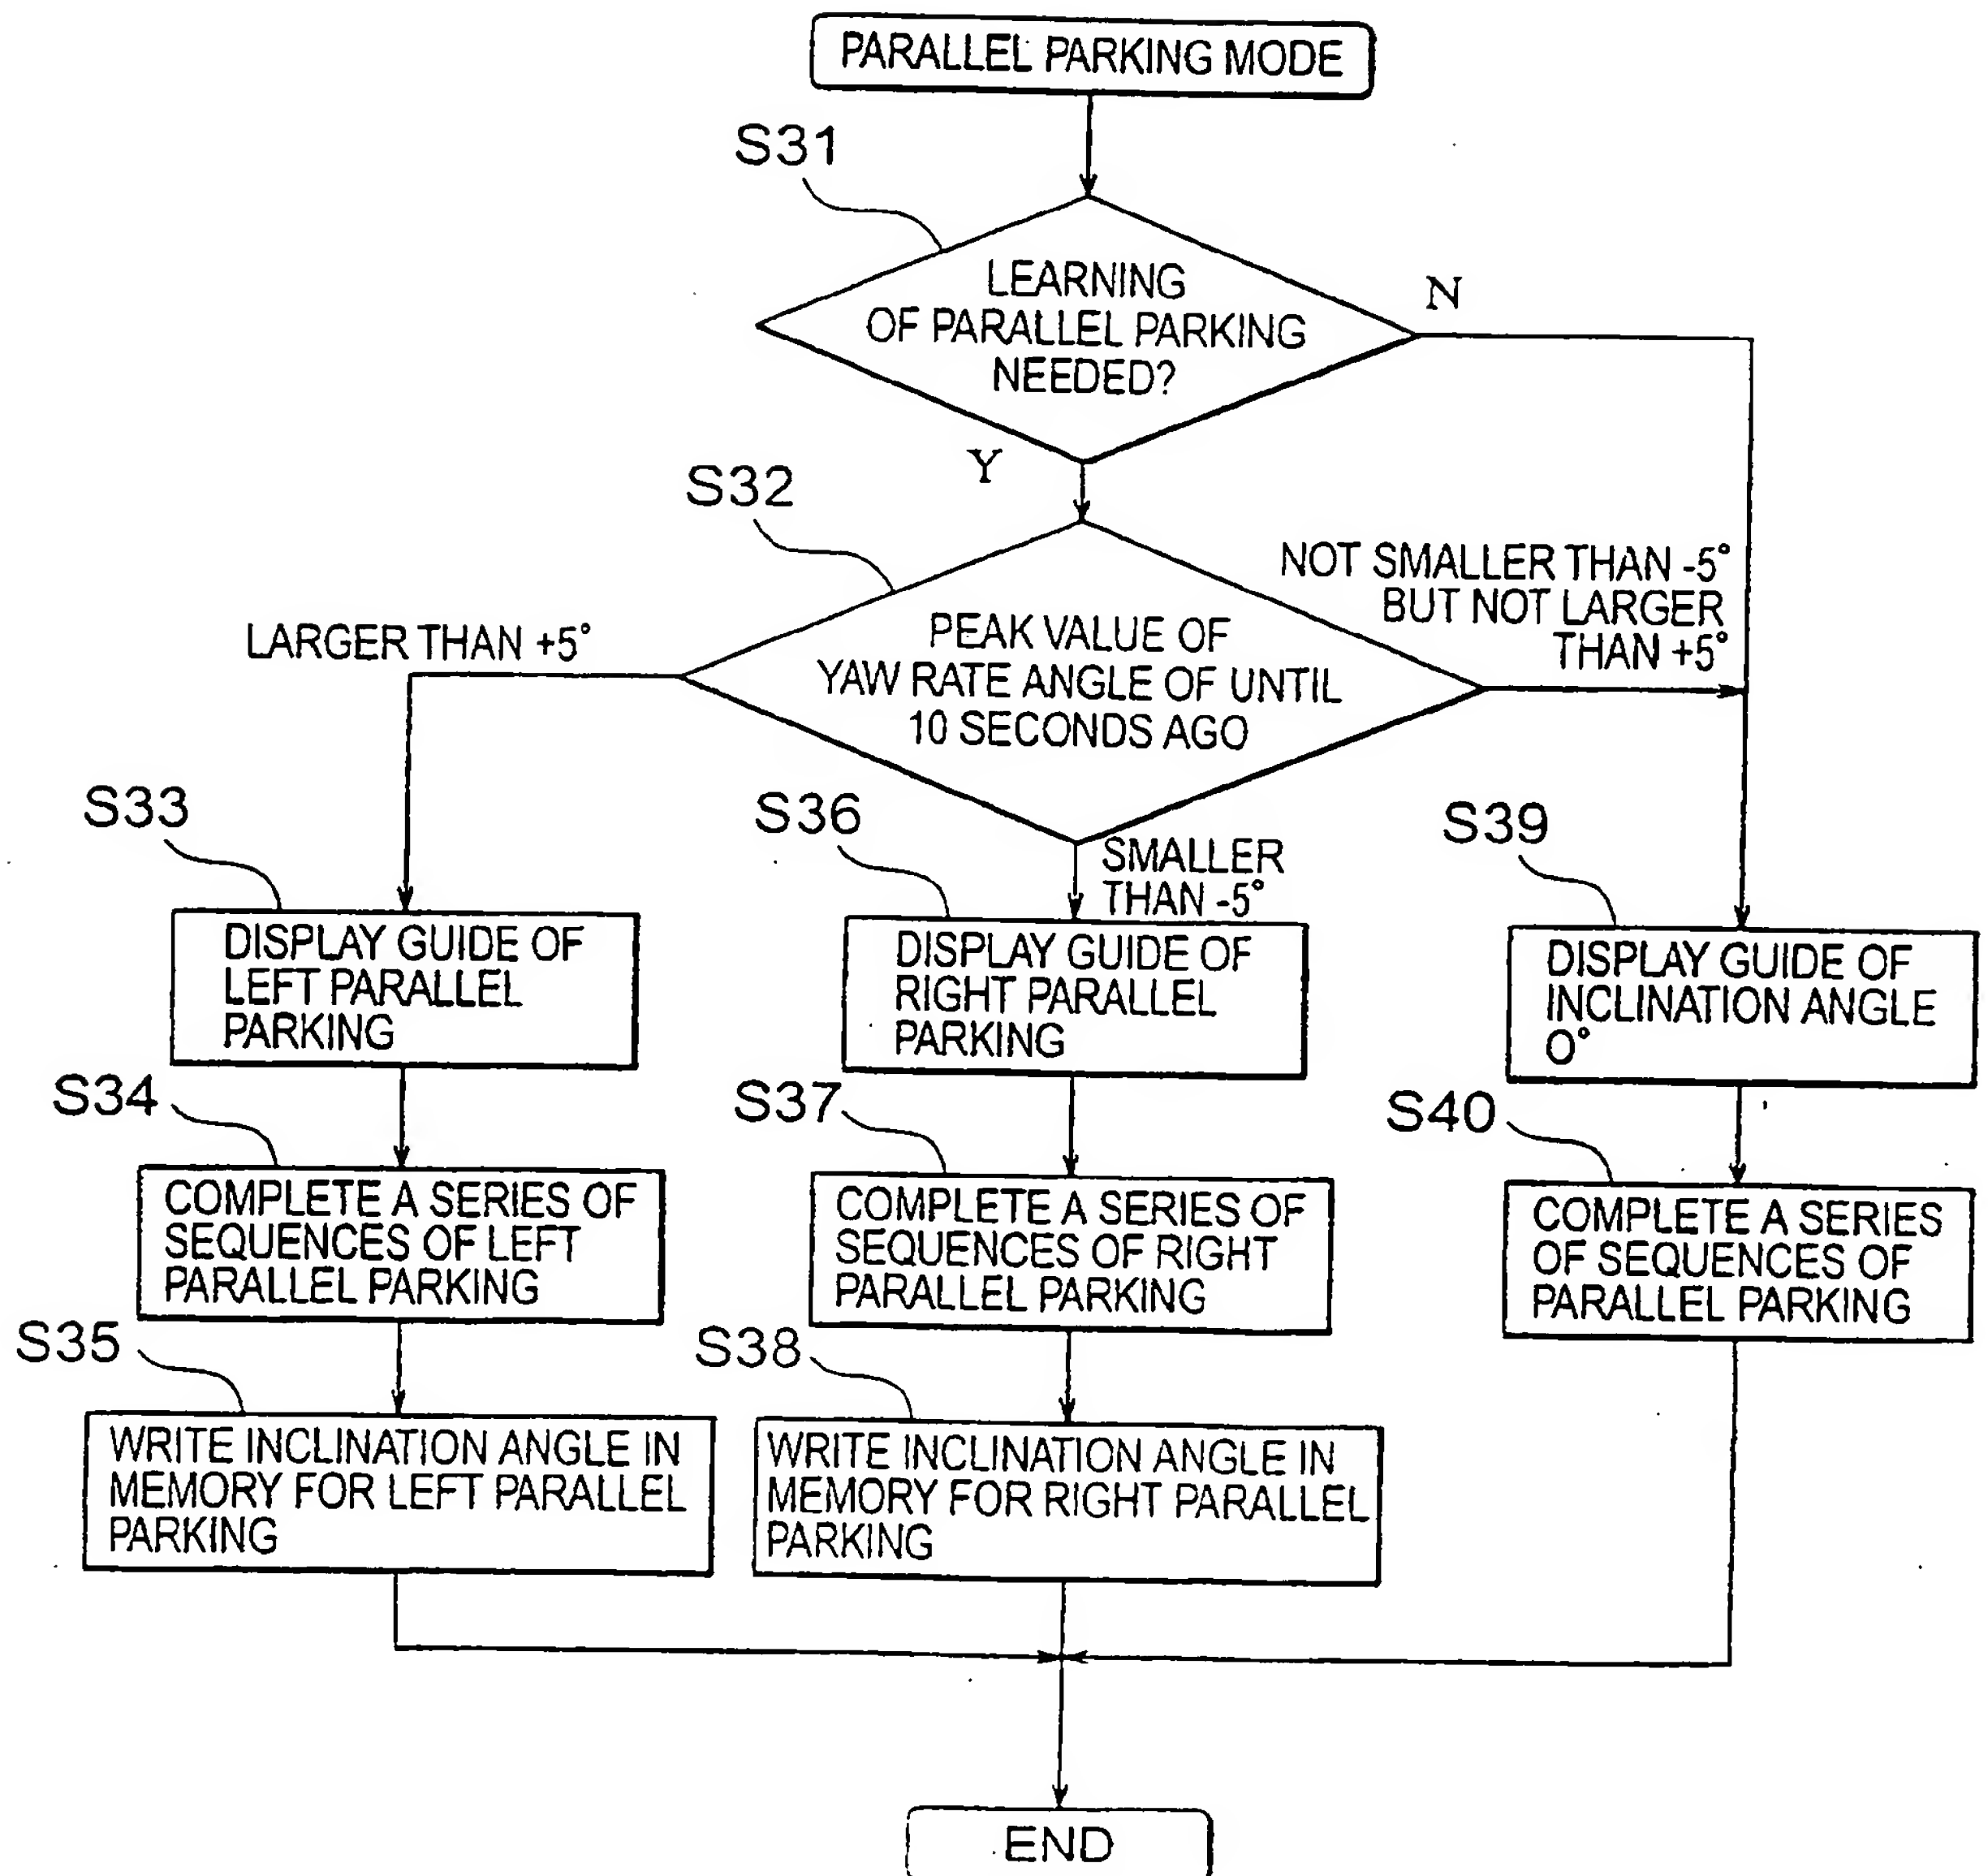 PARALLEL PARKING MODE
S31
LEARNING
OF PARALLEL PARKING
NEEDED?
N
Y
S32
PEAK VALUE OF
YAW RATE ANGLE OF UNTIL
10 SECONDS AGO
LARGER THAN +5°
NOT SMALLER THAN -5°
BUT NOT LARGER
THAN +5°
SMALLER
THAN -5°
S33
DISPLAY GUIDE OF
LEFT PARALLEL
PARKING
S36
DISPLAY GUIDE OF
RIGHT PARALLEL
PARKING
S39
DISPLAY GUIDE OF
INCLINATION ANGLE
0°
S34
COMPLETE A SERIES OF
SEQUENCES OF LEFT
PARALLEL PARKING
S37
COMPLETE A SERIES OF
SEQUENCES OF RIGHT
PARALLEL PARKING
S40
COMPLETE A SERIES
OF SEQUENCES OF
PARALLEL PARKING
S35
WRITE INCLINATION ANGLE IN
MEMORY FOR LEFT PARALLEL
PARKING
S38
WRITE INCLINATION ANGLE IN
MEMORY FOR RIGHT PARALLEL
PARKING
END